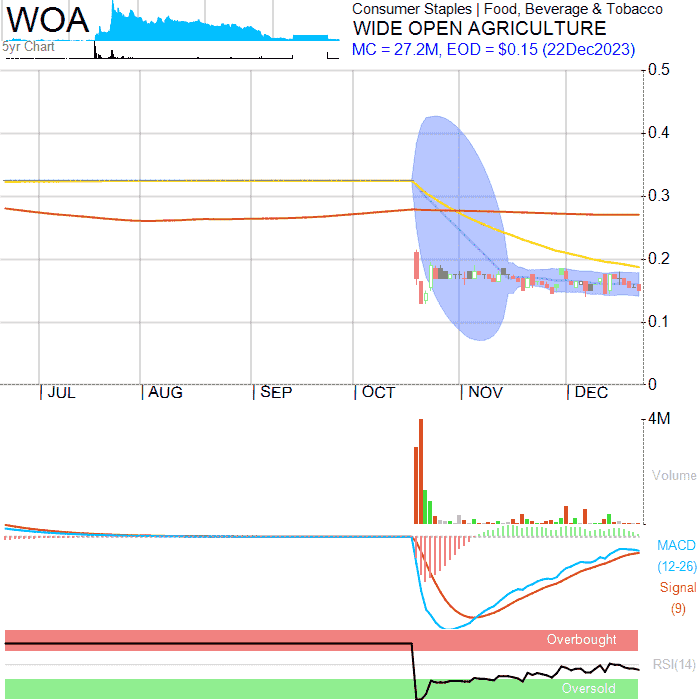 WOA
5yr Chart
Consumer Staples | Food, Beverage & Tobacco
WIDE OPEN AGRICULTURE
MC = 27.2M, EOD = $0.15 (22Dec2023)
0.5
0.4
0.3
0.2
0.1
0
JUL AUG SEP OCT NOV DEC
4M
Volume
MACD
(12-26)
Signal
(9)
Overbought
RSI(14)
Oversold